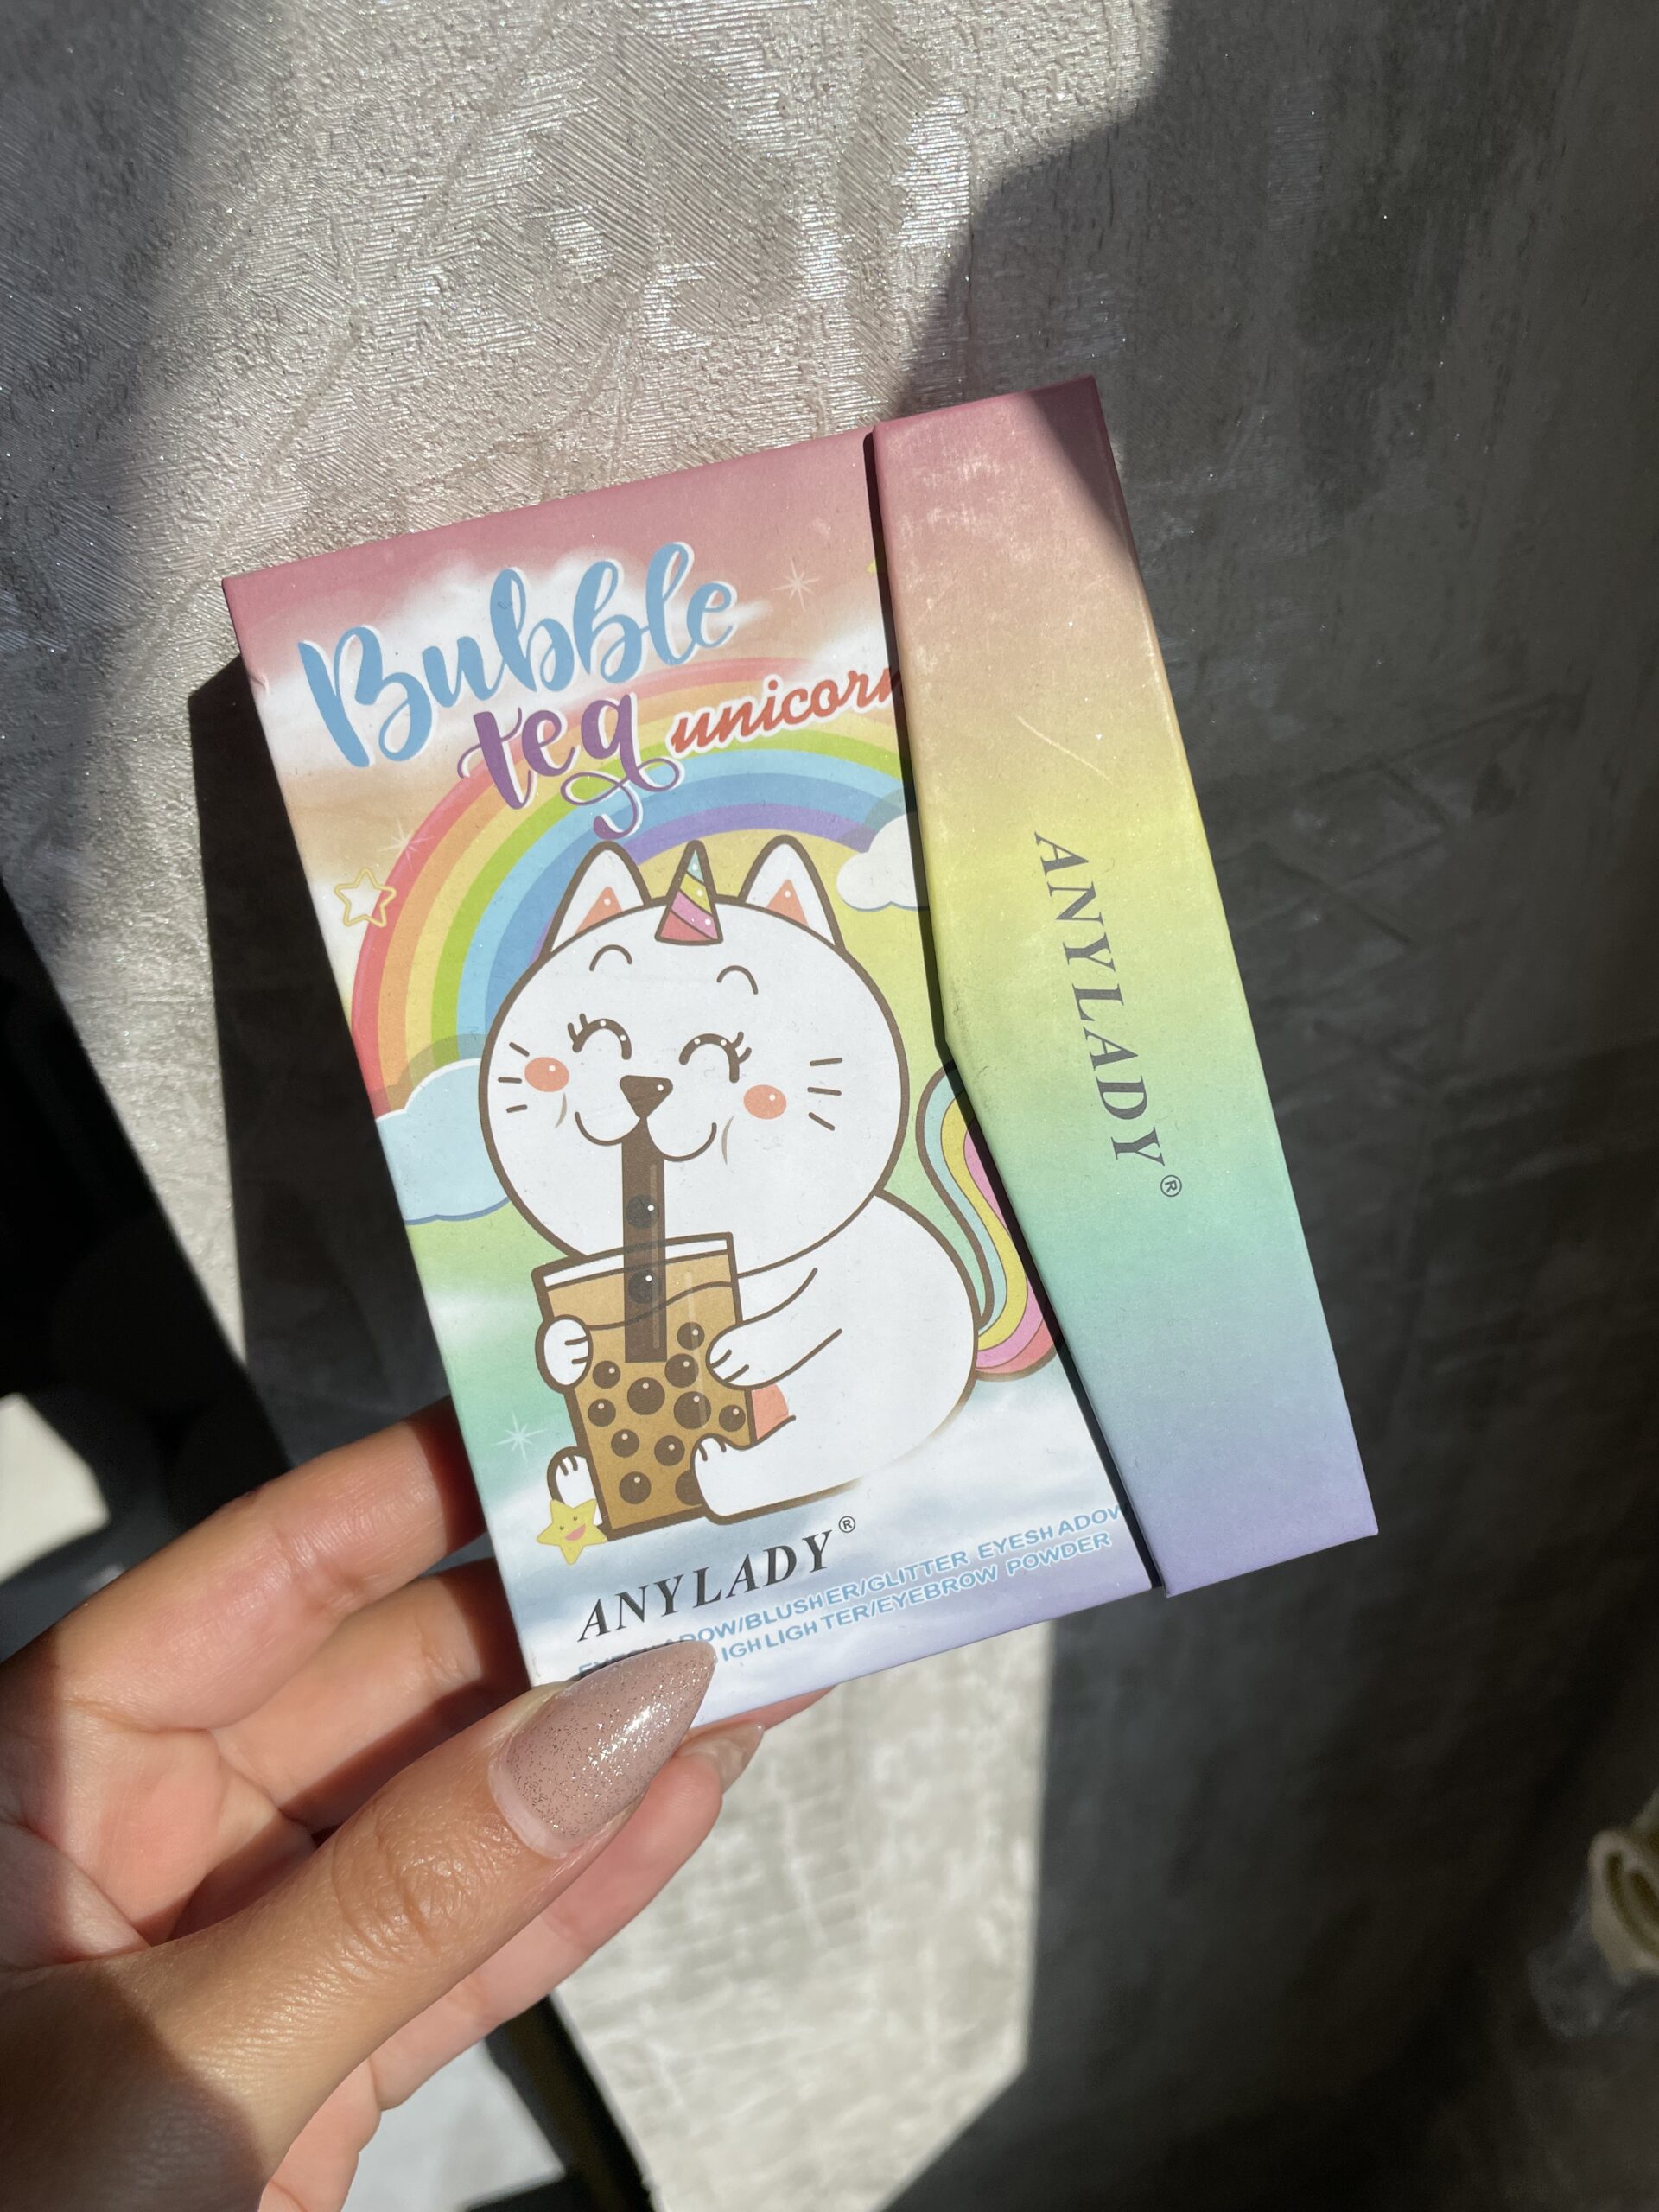 Bubble
tea unicorn
ANYLADY®
ANYLADY®
EYESHADOW/BLUSHER/GLITTER EYESHADOW
HIGHLIGHTER/EYEBROW POWDER